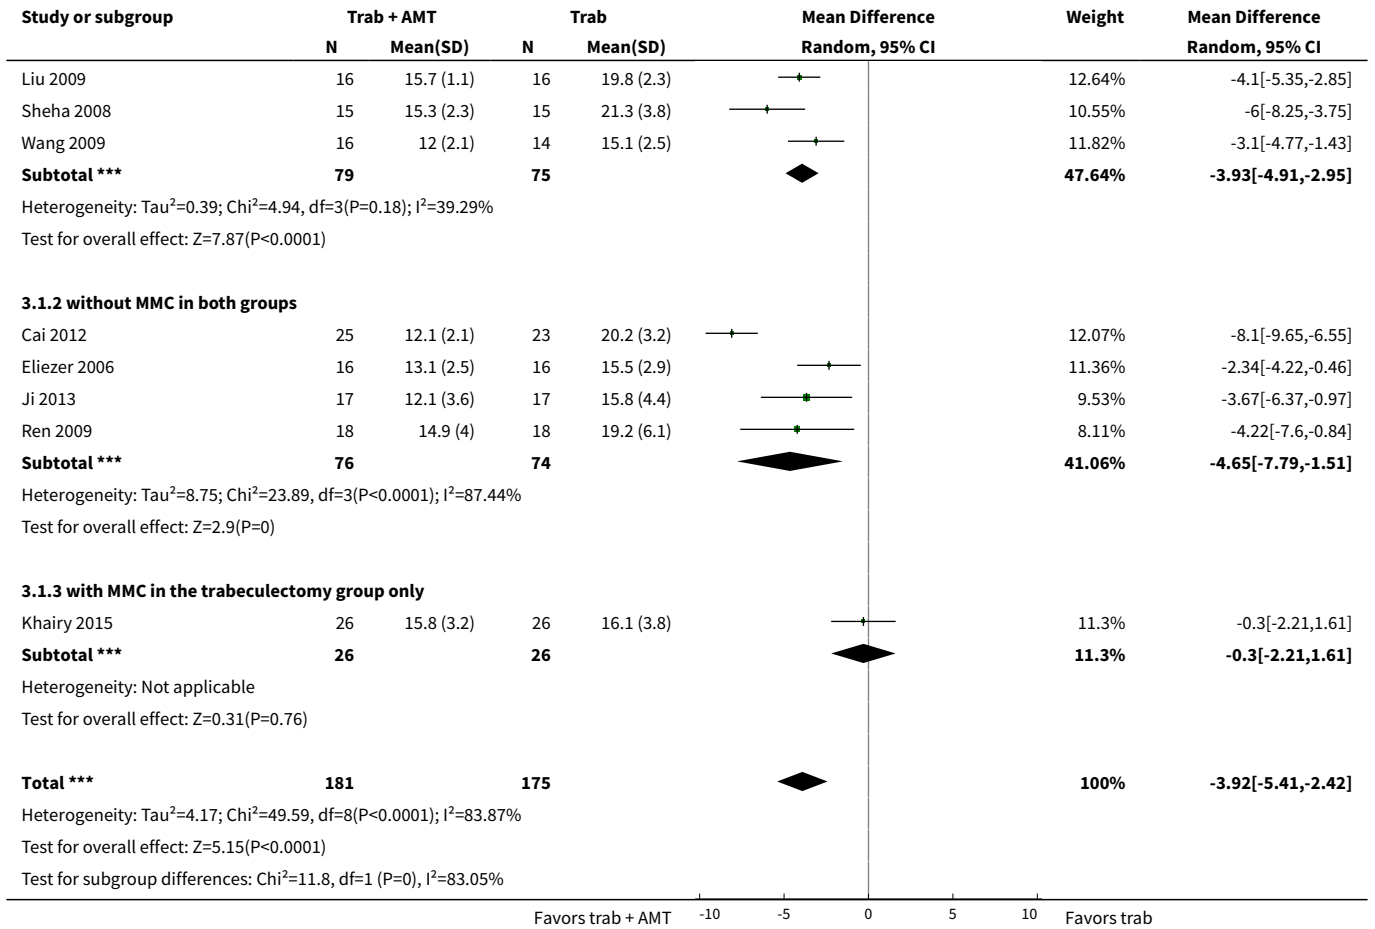 Study or subgroup Trab + AMT Trab Mean Difference Weight Mean Difference
N Mean(SD) N Mean(SD) Random, 95% CI Random, 95% CI
Liu 2009 16 15.7 (1.1) 16 19.8 (2.3) 12.64% -4.1[-5.35,-2.85]
Sheha 2008 15 15.3 (2.3) 15 21.3 (3.8) 10.55% -6[-8.25,-3.75]
Wang 2009 16 12 (2.1) 14 15.1 (2.5) 11.82% -3.1[-4.77,-1.43]
Subtotal *** 79 75 47.64% -3.93[-4.91,-2.95]
Heterogeneity: Tau²=0.39; Chi²=4.94, df=3(P=0.18); I²=39.29%
Test for overall effect: Z=7.87(P<0.0001)
3.1.2 without MMC in both groups
Cai 2012 25 12.1 (2.1) 23 20.2 (3.2) 12.07% -8.1[-9.65,-6.55]
Eliezer 2006 16 13.1 (2.5) 16 15.5 (2.9) 11.36% -2.34[-4.22,-0.46]
Ji 2013 17 12.1 (3.6) 17 15.8 (4.4) 9.53% -3.67[-6.37,-0.97]
Ren 2009 18 14.9 (4) 18 19.2 (6.1) 8.11% -4.22[-7.6,-0.84]
Subtotal *** 76 74 41.06% -4.65[-7.79,-1.51]
Heterogeneity: Tau²=8.75; Chi²=23.89, df=3(P<0.0001); I²=87.44%
Test for overall effect: Z=2.9(P=0)
3.1.3 with MMC in the trabeculectomy group only
Khairy 2015 26 15.8 (3.2) 26 16.1 (3.8) 11.3% -0.3[-2.21,1.61]
Subtotal *** 26 26 11.3% -0.3[-2.21,1.61]
Heterogeneity: Not applicable
Test for overall effect: Z=0.31(P=0.76)
Total *** 181 175 100% -3.92[-5.41,-2.42]
Heterogeneity: Tau²=4.17; Chi²=49.59, df=8(P<0.0001); I²=83.87%
Test for overall effect: Z=5.15(P<0.0001)
Test for subgroup differences: Chi²=11.8, df=1 (P=0), I²=83.05%
Favors trab + AMT -10 -5 0 5 10 Favors trab